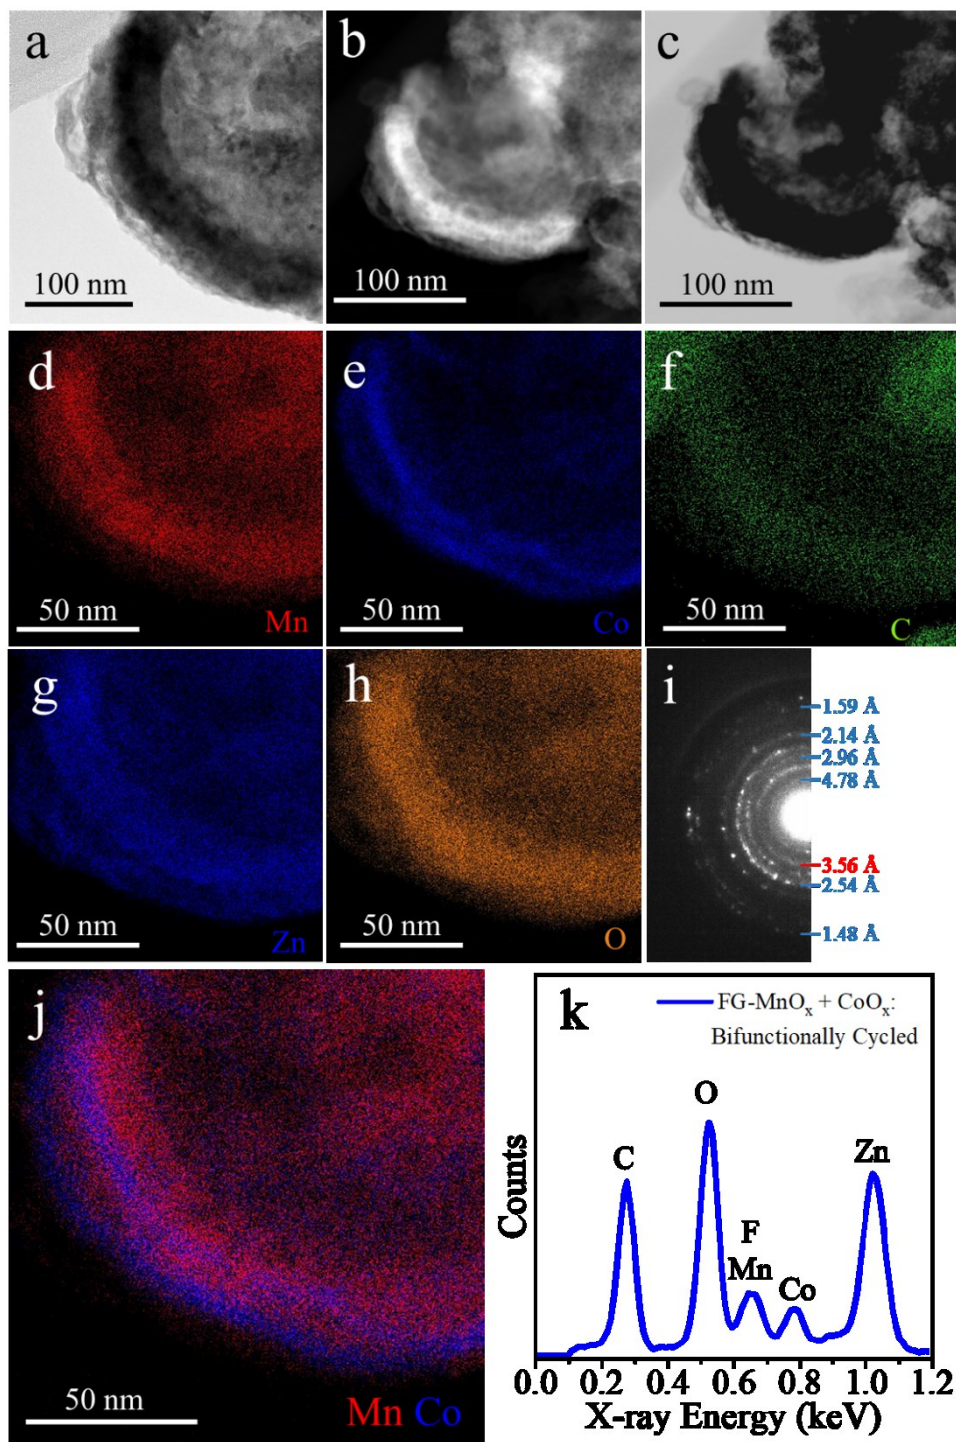 a
b
c
100 nm
100 nm
100 nm
d
e
f
50 nm
Mn
50 nm
Co
50 nm
C
g
h
i
50 nm
Zn
50 nm
O
1.59 Å
2.14 Å
2.96 Å
4.78 Å
3.56 Å
2.54 Å
1.48 Å
j
50 nm
Mn Co
k
FG-MnOₓ + CoOₓ:
Bifunctionally Cycled
O
C
Zn
F
Mn
Co
Counts
0.0 0.2 0.4 0.6 0.8 1.0 1.2
X-ray Energy (keV)